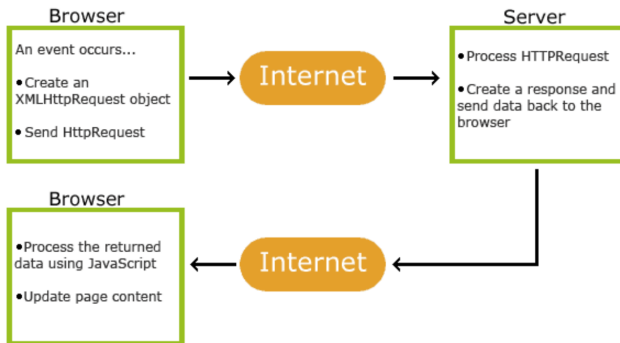 Browser
An event occurs...
•Create an
XMLHttpRequest object
• Send HttpRequest
Internet
Server
•Process HTTPRequest
•Create a response and
send data back to the
browser
Browser
•Process the returned
data using JavaScript
•Update page content
Internet